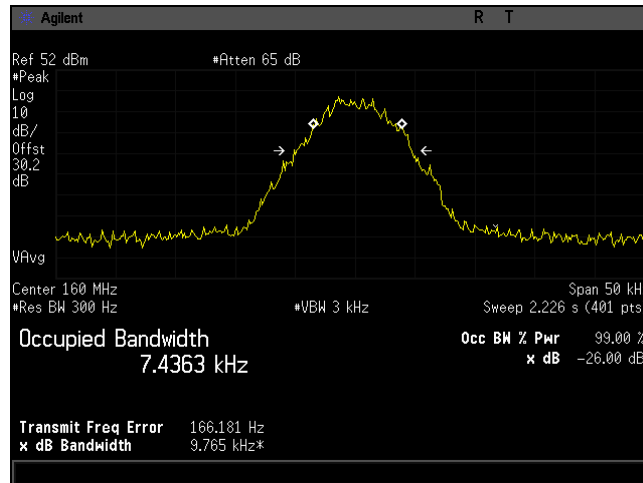 Agilent R T
Ref 52 dBm #Atten 65 dB
#Peak
Log
10
dB/
Offst
30.2
dB
VAvg
Center 160 MHz Span 50 kH
#Res BW 300 Hz #VBW 3 kHz Sweep 2.226 s (401 pts
Occupied Bandwidth Occ BW % Pwr 99.00 %
7.4363 kHz x dB -26.00 dB
Transmit Freq Error 166.181 Hz
x dB Bandwidth 9.765 kHz*